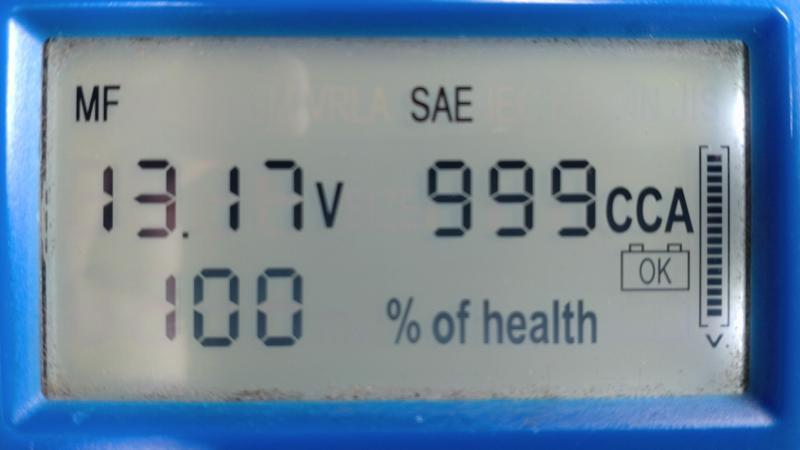 MF SAE
13.17V 999CCA
OK
100 % of health